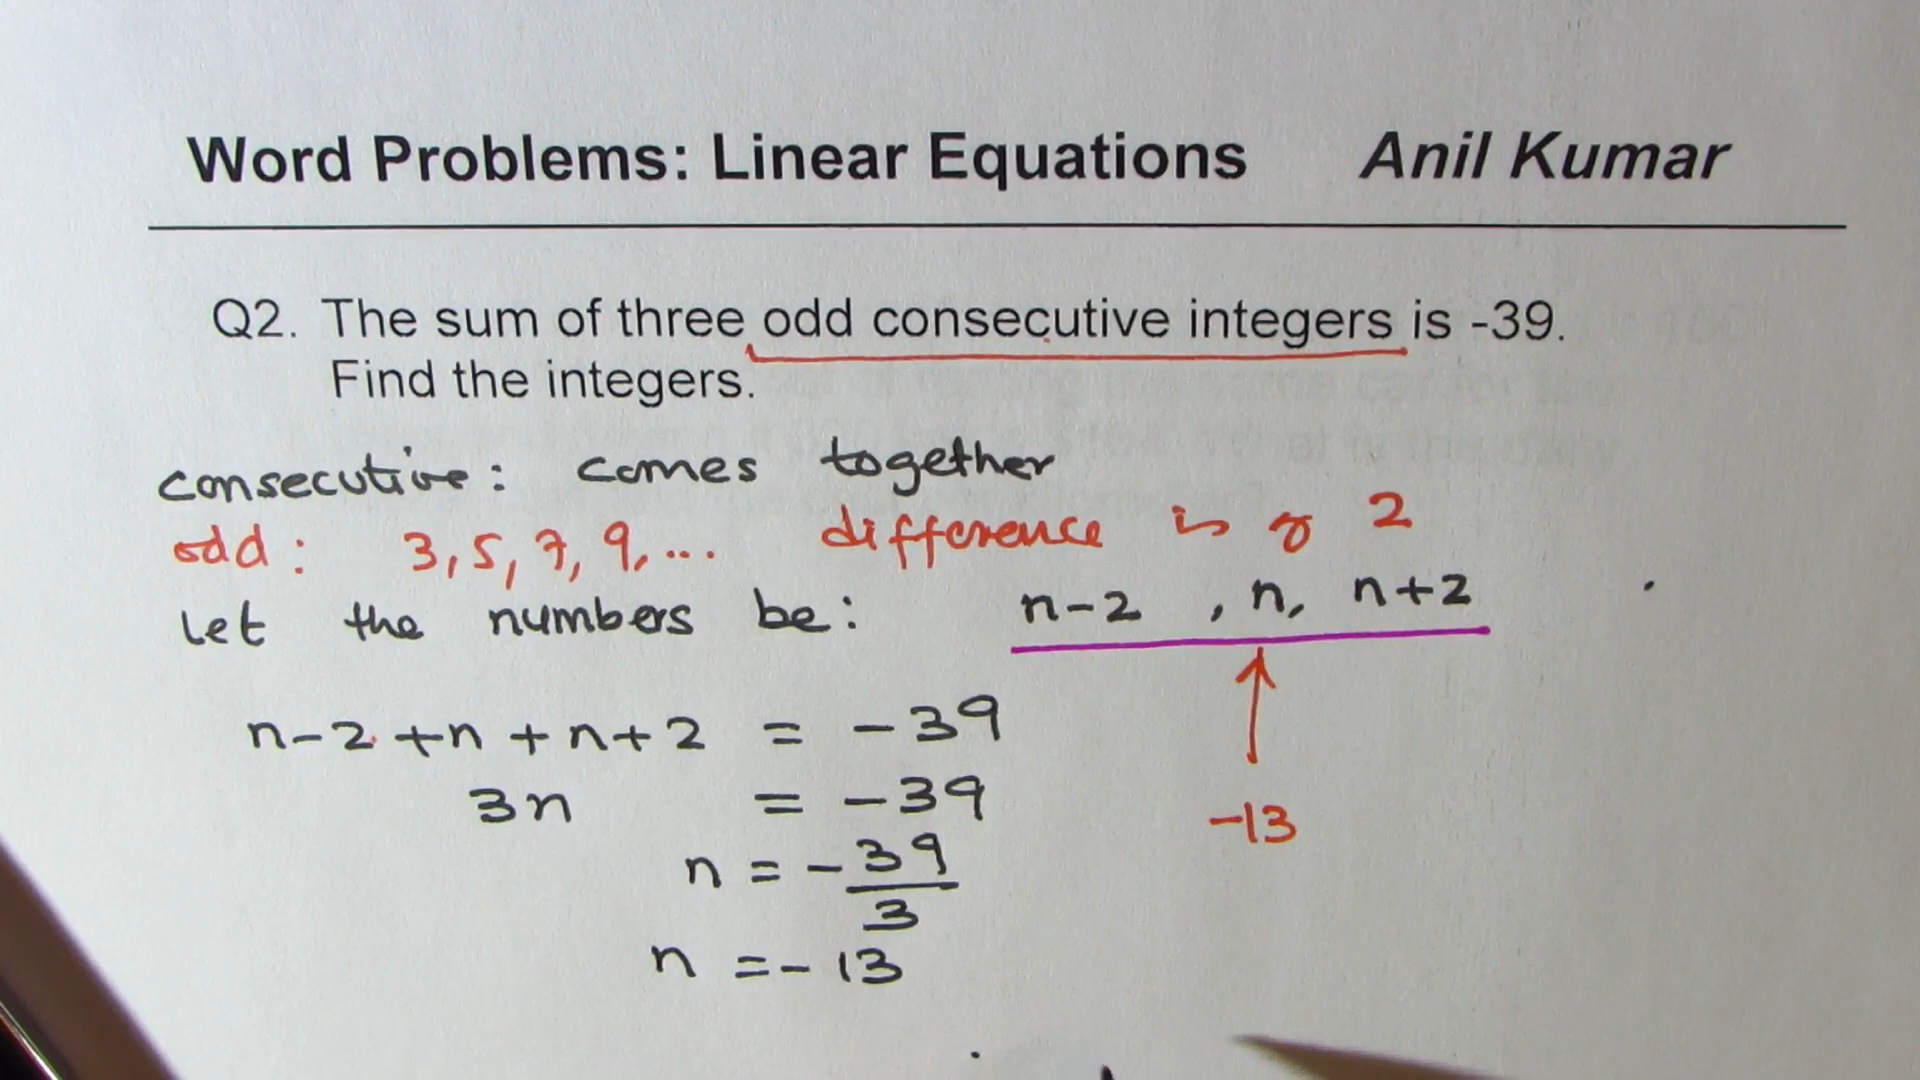 Word Problems: Linear Equations Anil Kumar
Q2. The sum of three odd consecutive integers is -39.
Find the integers.
consecutive: comes together
odd: 3, 5, 7, 9, ... difference is of 2
Let the numbers be: n-2 , n, n+2
n-2+n+n+2 = -39
3n = -39
-13
n = -39/3
n = -13